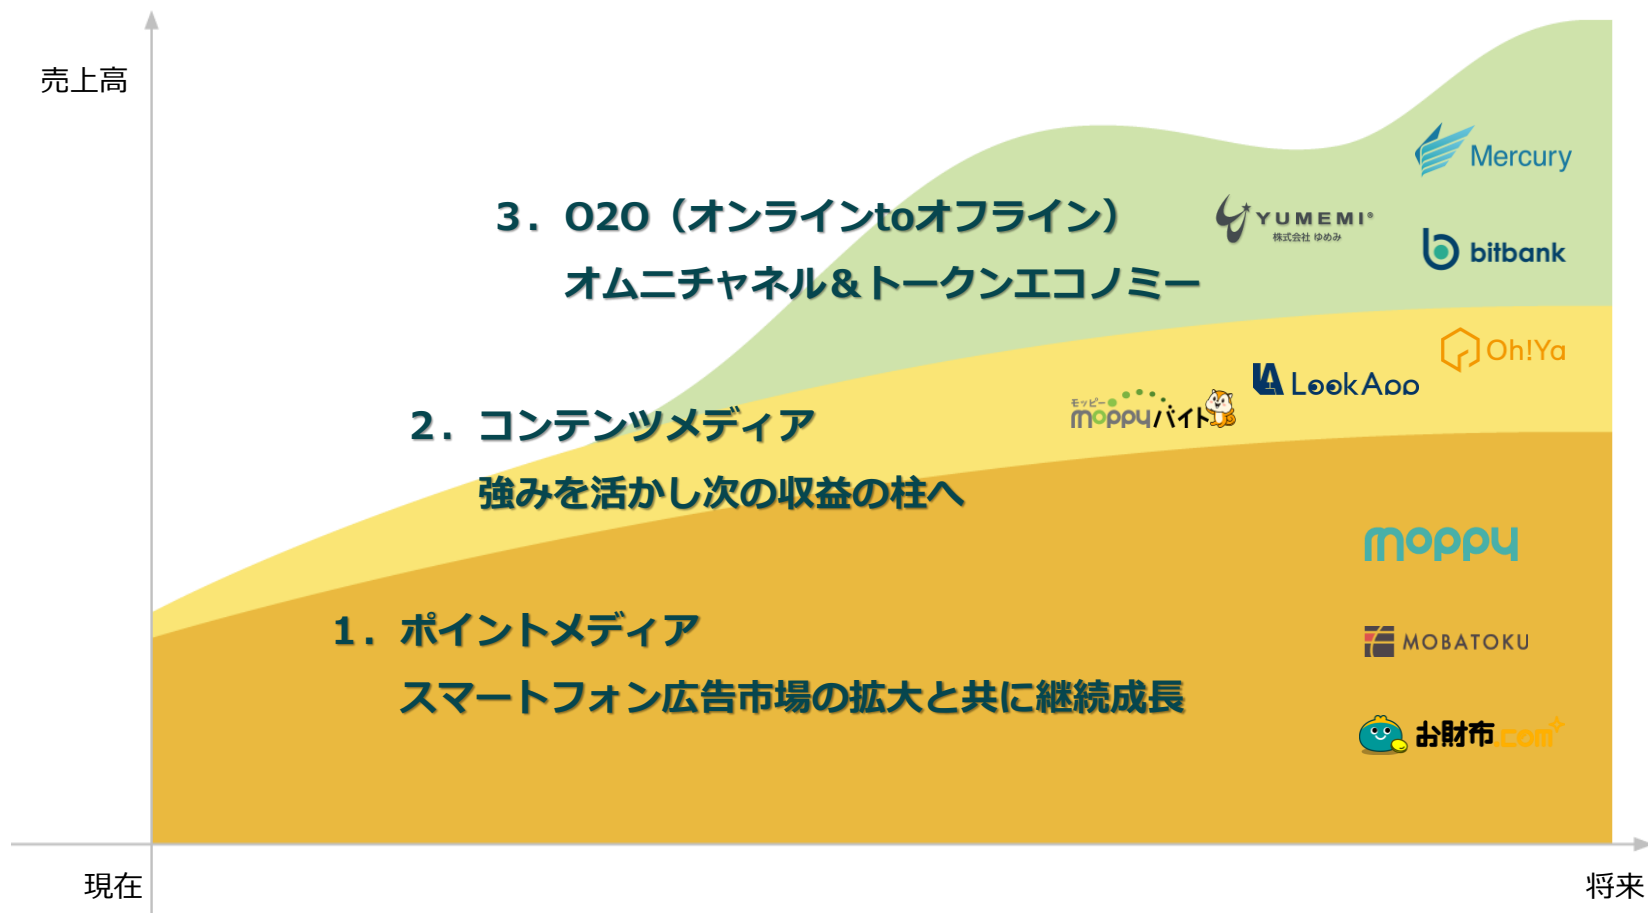 売上高
3．O2O（オンラインtoオフライン）
オムニチャネル＆トークンエコノミー
Mercury
YUMEMI®
株式会社 ゆめみ
bitbank
2．コンテンツメディア
強みを活かし次の収益の柱へ
Oh!Ya
LA LookApp
モッピー
moppyバイト
1．ポイントメディア
スマートフォン広告市場の拡大と共に継続成長
moppy
MOBATOKU
お財布.com
現在
将来